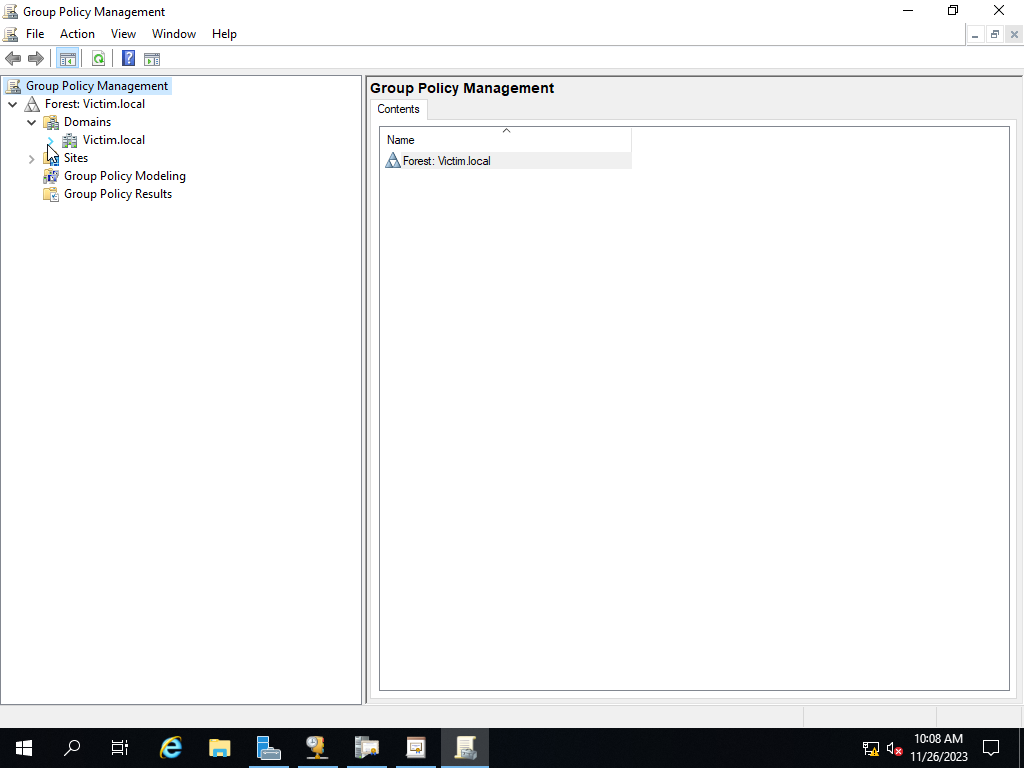 Group Policy Management
File Action View Window Help
Group Policy Management
Forest: Victim.local
Domains
Victim.local
Sites
Group Policy Modeling
Group Policy Results
Group Policy Management
Contents
Name
Forest: Victim.local
10:08 AM
11/26/2023